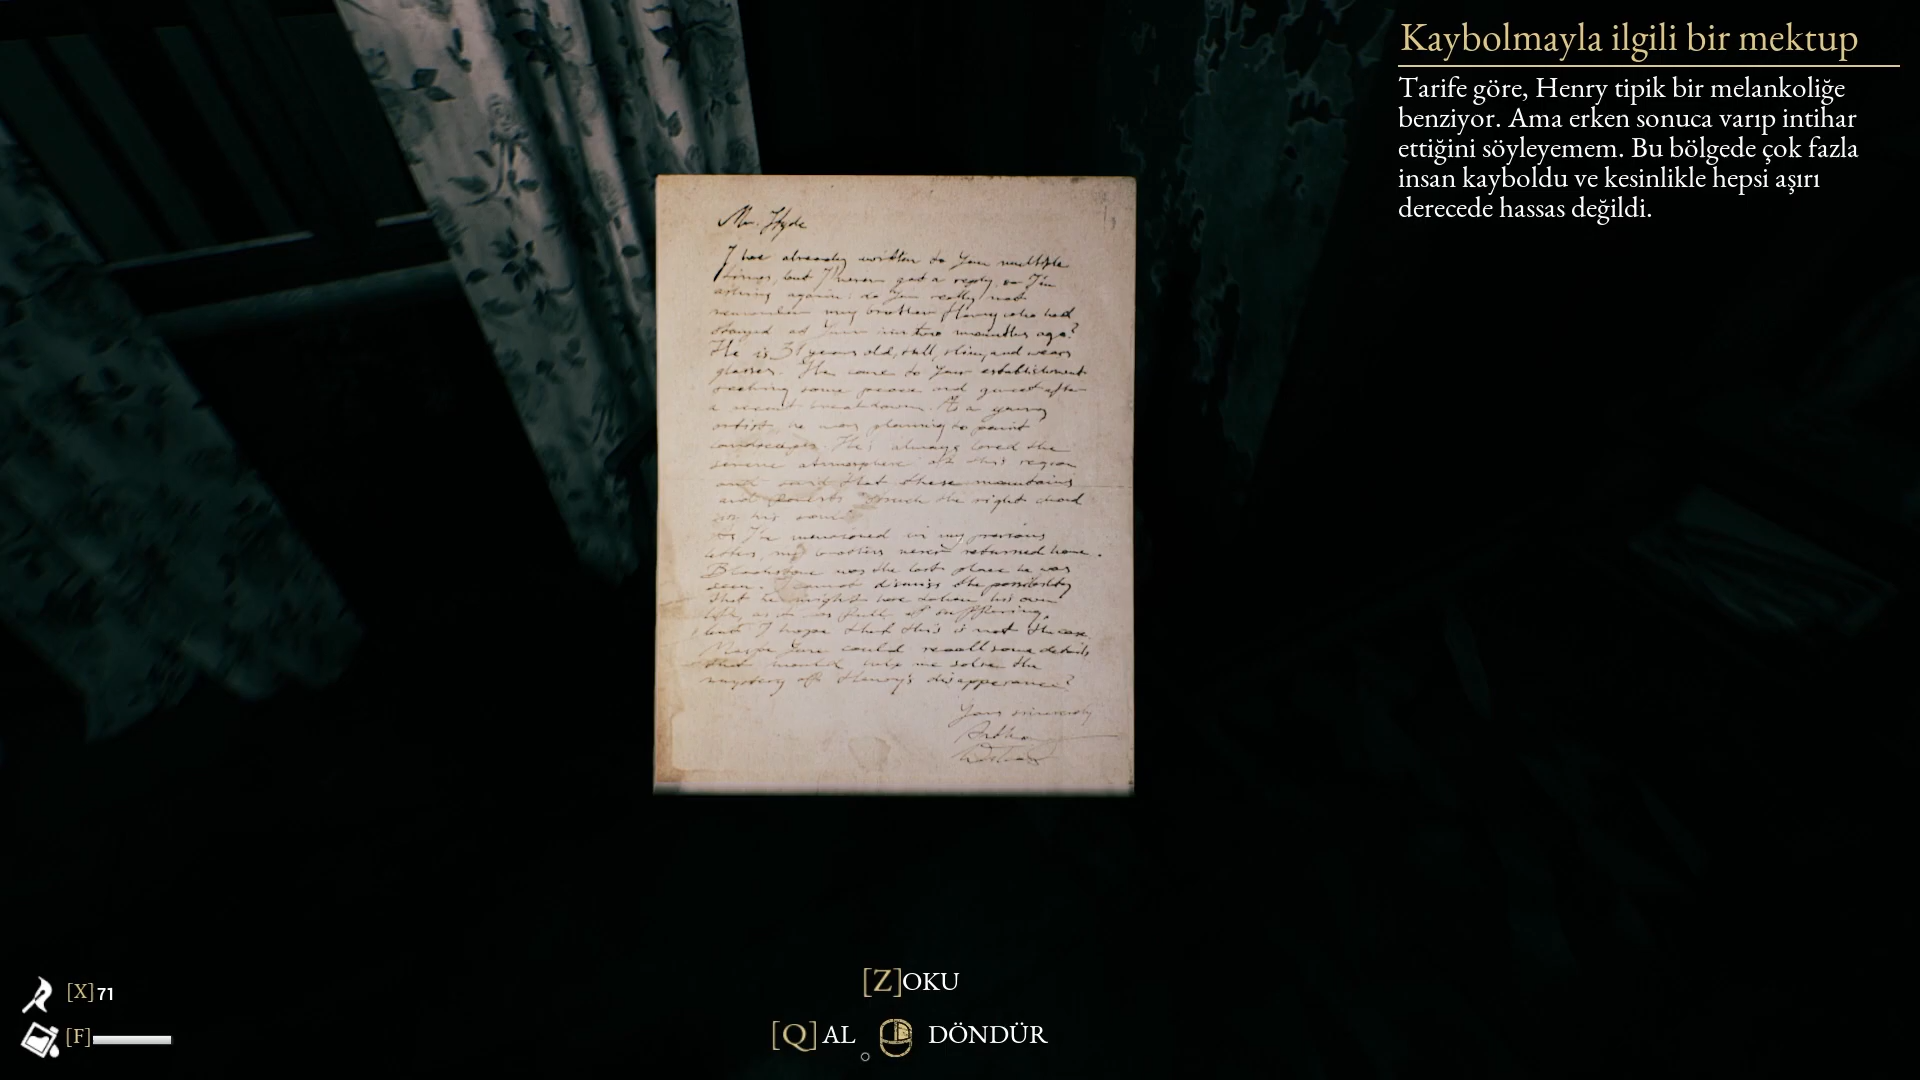 Kaybolmayla ilgili bir mektup
Tarife göre, Henry tipik bir melankoliğe
benziyor. Ama erken sonuca varıp intihar
ettiğini söyleyemem. Bu bölgede çok fazla
insan kayboldu ve kesinlikle hepsi aşırı
derecede hassas değildi.
Mr. Hyde
I have already written to You multiple
times, but I never got a reply, so I'm
asking again: do You really not
remember my brother Henry who had
stayed at Your inn two months ago?
He is 31 years old, tall, slim, and wears
glasses. He came to Your establishment
seeking some peace and quiet after
a recent breakdown. As a young
artist he was planning to paint
landscapes. He's always loved the
severe atmosphere of this region
and said that these mountains
and forests struck the right chord
in his soul.
As I've mentioned in my previous
letters, my brother never returned home.
Blackstone was the last place he was
seen. I cannot dismiss the possibility
that he might have taken his own
life, as it was full of suffering,
but I hope that this is not the case.
Maybe You could recall some details
that would help me solve the
mystery of Henry's disappearance?
Yours sincerely
[X] 71
[F]
[Z] OKU
[Q] AL DÖNDÜR